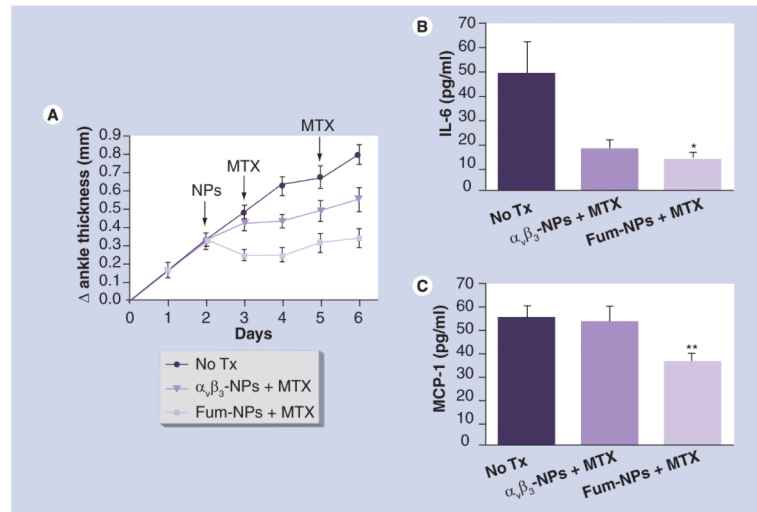 A
Δ ankle thickness (mm)
0.9
0.8
0.7
0.6
0.5
0.4
0.3
0.2
0.1
0.0
NPs
MTX
MTX
0 1 2 3 4 5 6
Days
No Tx
αᵥβ₃-NPs + MTX
Fum-NPs + MTX
B
IL-6 (pg/ml)
70
60
50
40
30
20
10
0
*
No Tx
αᵥβ₃-NPs + MTX
Fum-NPs + MTX
C
MCP-1 (pg/ml)
70
60
50
40
30
20
10
0
**
No Tx
αᵥβ₃-NPs + MTX
Fum-NPs + MTX